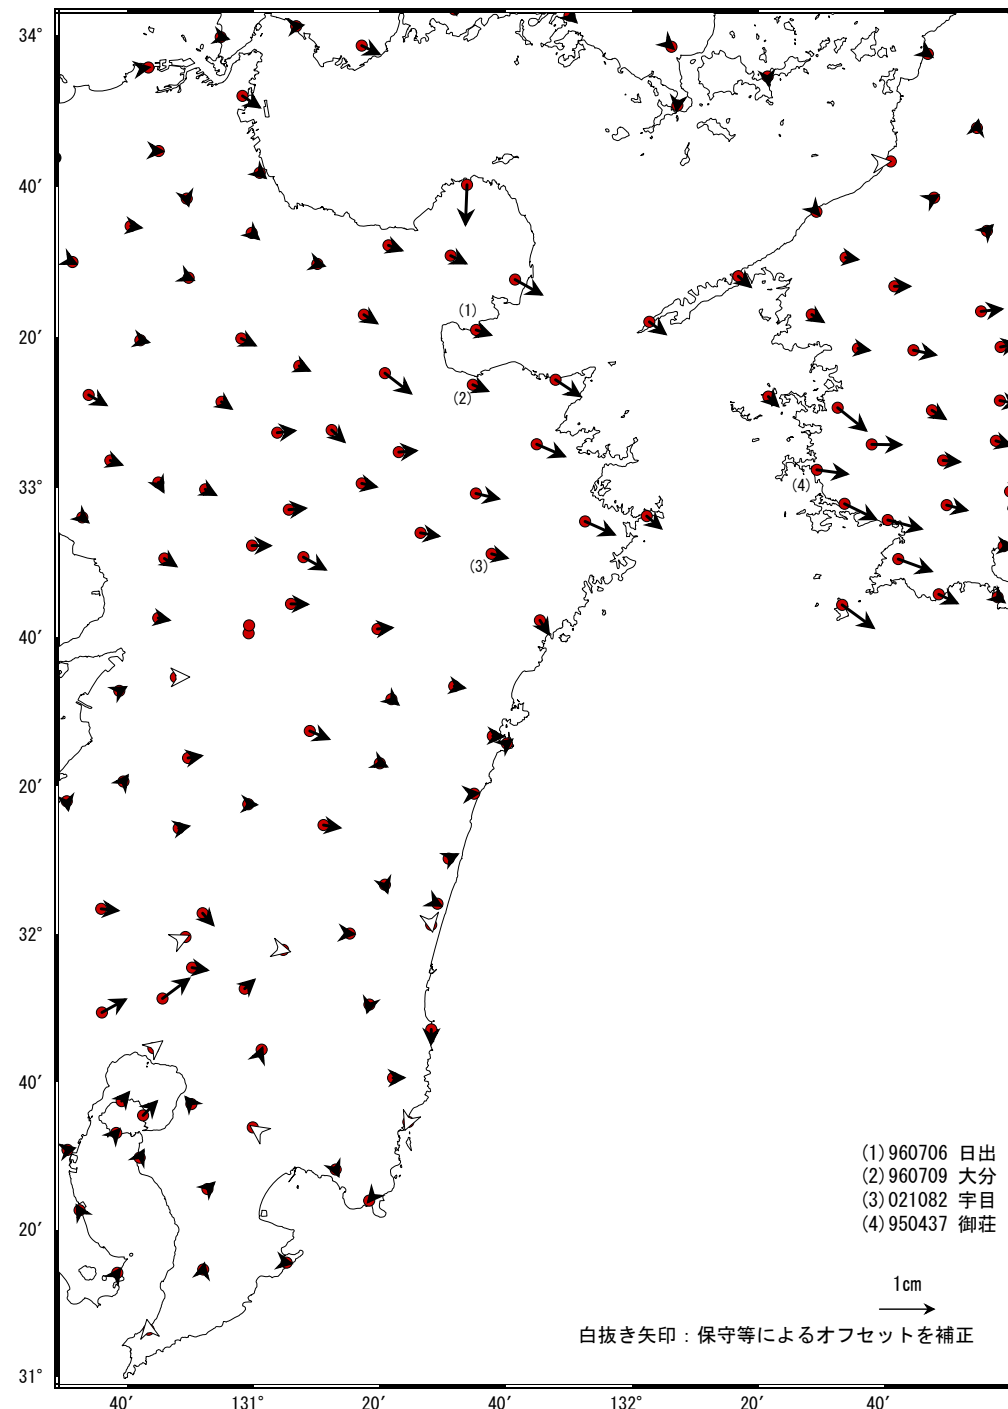 34°
40′
20′
33°
40′
20′
32°
40′
20′
31°
(1)
(2)
(3)
(4)
(1)960706 日出
(2)960709 大分
(3)021082 宇目
(4)950437 御荘
1cm
白抜き矢印：保守等によるオフセットを補正
40′ 131° 20′ 40′ 132° 20′ 40′